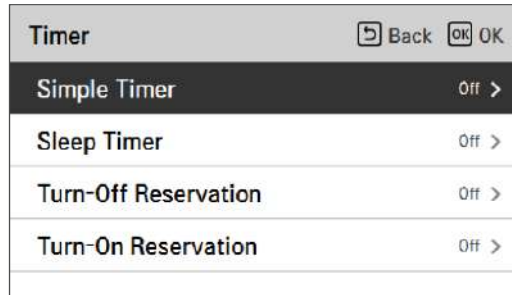 Timer Back OK OK
Simple Timer Off >
Sleep Timer Off >
Turn-Off Reservation Off >
Turn-On Reservation Off >